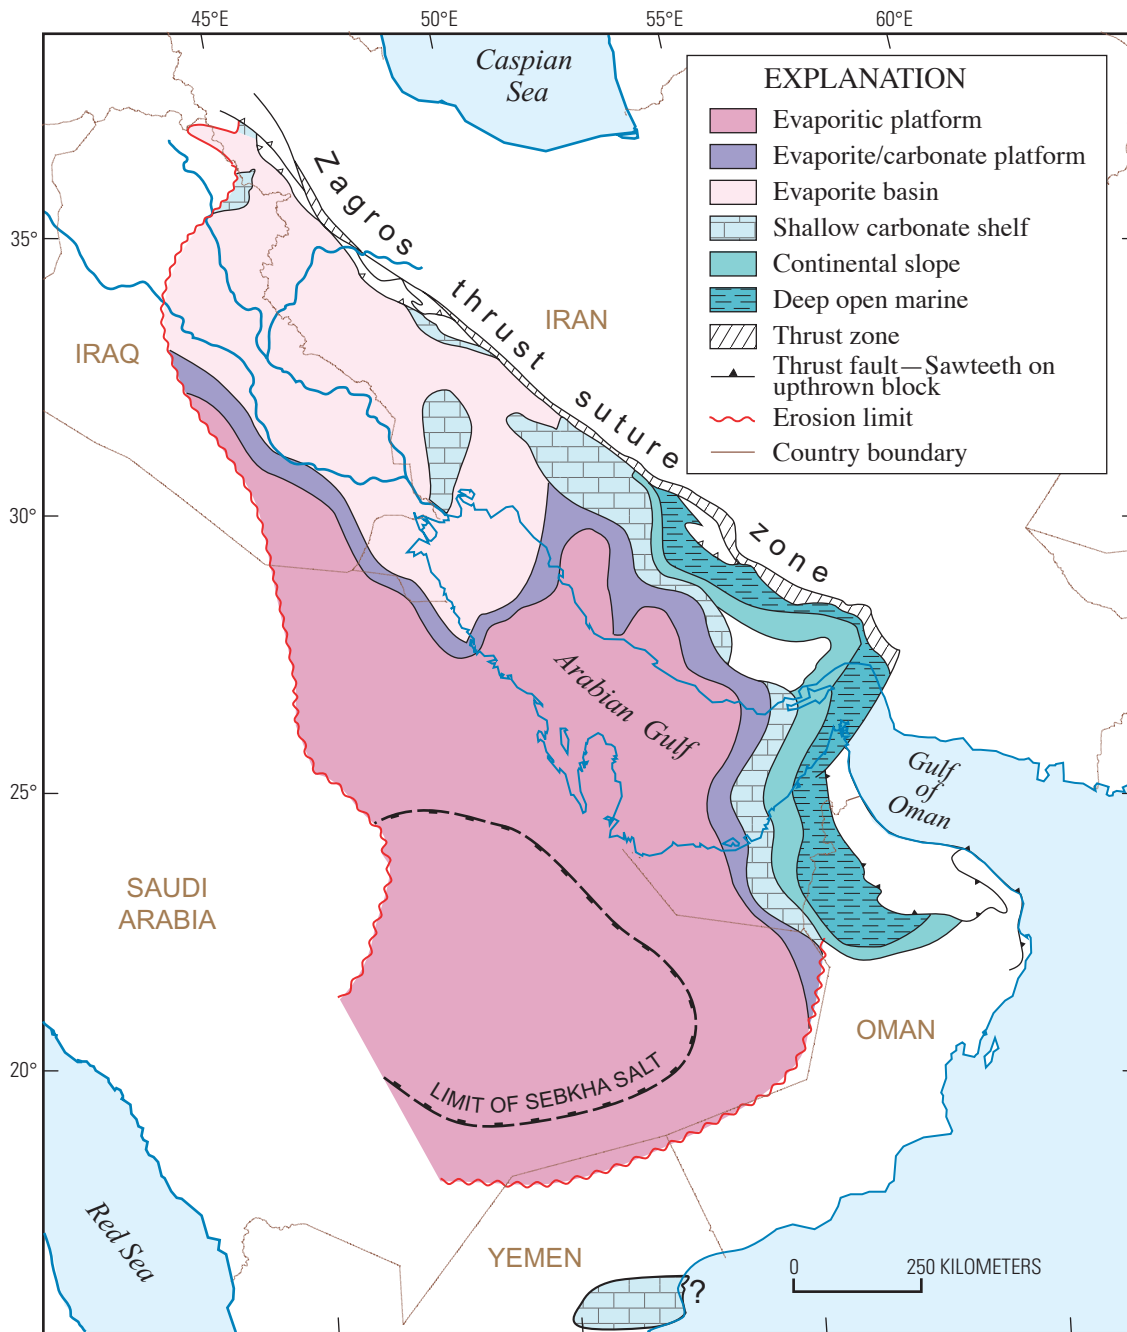 45°E
50°E
55°E
60°E
Caspian
Sea
EXPLANATION
Evaporitic platform
Evaporite/carbonate platform
Evaporite basin
Shallow carbonate shelf
Continental slope
Deep open marine
Thrust zone
Thrust fault—Sawteeth on
upthrown block
Erosion limit
Country boundary
Zagros thrust suture zone
35°
IRAN
IRAQ
30°
Arabian Gulf
Gulf
of
Oman
25°
SAUDI
ARABIA
OMAN
20°
LIMIT OF SEBKHA SALT
Red Sea
YEMEN
0 250 KILOMETERS
?